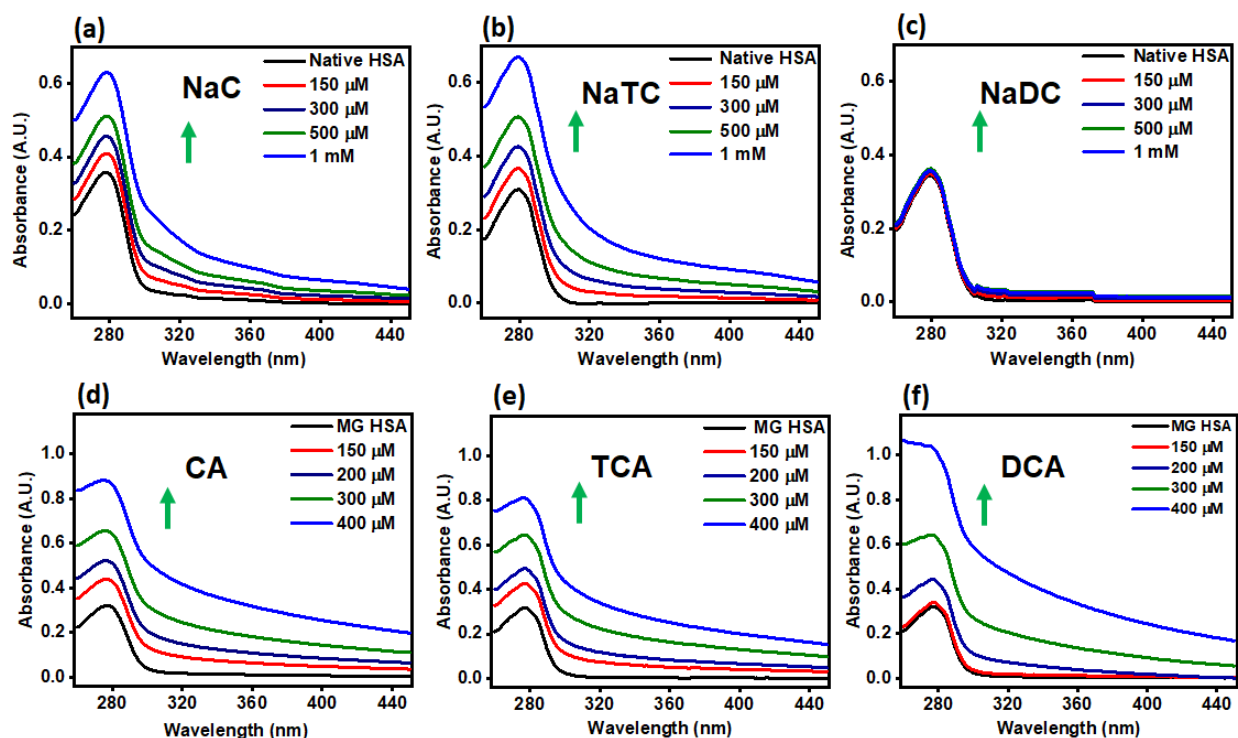 (a)
NaC
Native HSA
150 μM
300 μM
500 μM
1 mM
0.6
0.4
0.2
0.0
Absorbance (A.U.)
280 320 360 400 440
Wavelength (nm)
(b)
NaTC
Native HSA
150 μM
300 μM
500 μM
1 mM
0.6
0.4
0.2
0.0
Absorbance (A.U.)
280 320 360 400 440
Wavelength (nm)
(c)
NaDC
Native HSA
150 μM
300 μM
500 μM
1 mM
0.6
0.4
0.2
0.0
Absorbance (A.U.)
280 320 360 400 440
Wavelength (nm)
(d)
CA
MG HSA
150 μM
200 μM
300 μM
400 μM
1.0
0.8
0.6
0.4
0.2
0.0
Absorbance (A.U.)
280 320 360 400 440
Wavelength (nm)
(e)
TCA
MG HSA
150 μM
200 μM
300 μM
400 μM
1.0
0.8
0.6
0.4
0.2
0.0
Absorbance (A.U.)
280 320 360 400 440
Wavelength (nm)
(f)
DCA
MG HSA
150 μM
200 μM
300 μM
400 μM
1.0
0.8
0.6
0.4
0.2
0.0
Absorbance (A.U.)
280 320 360 400 440
Wavelength (nm)